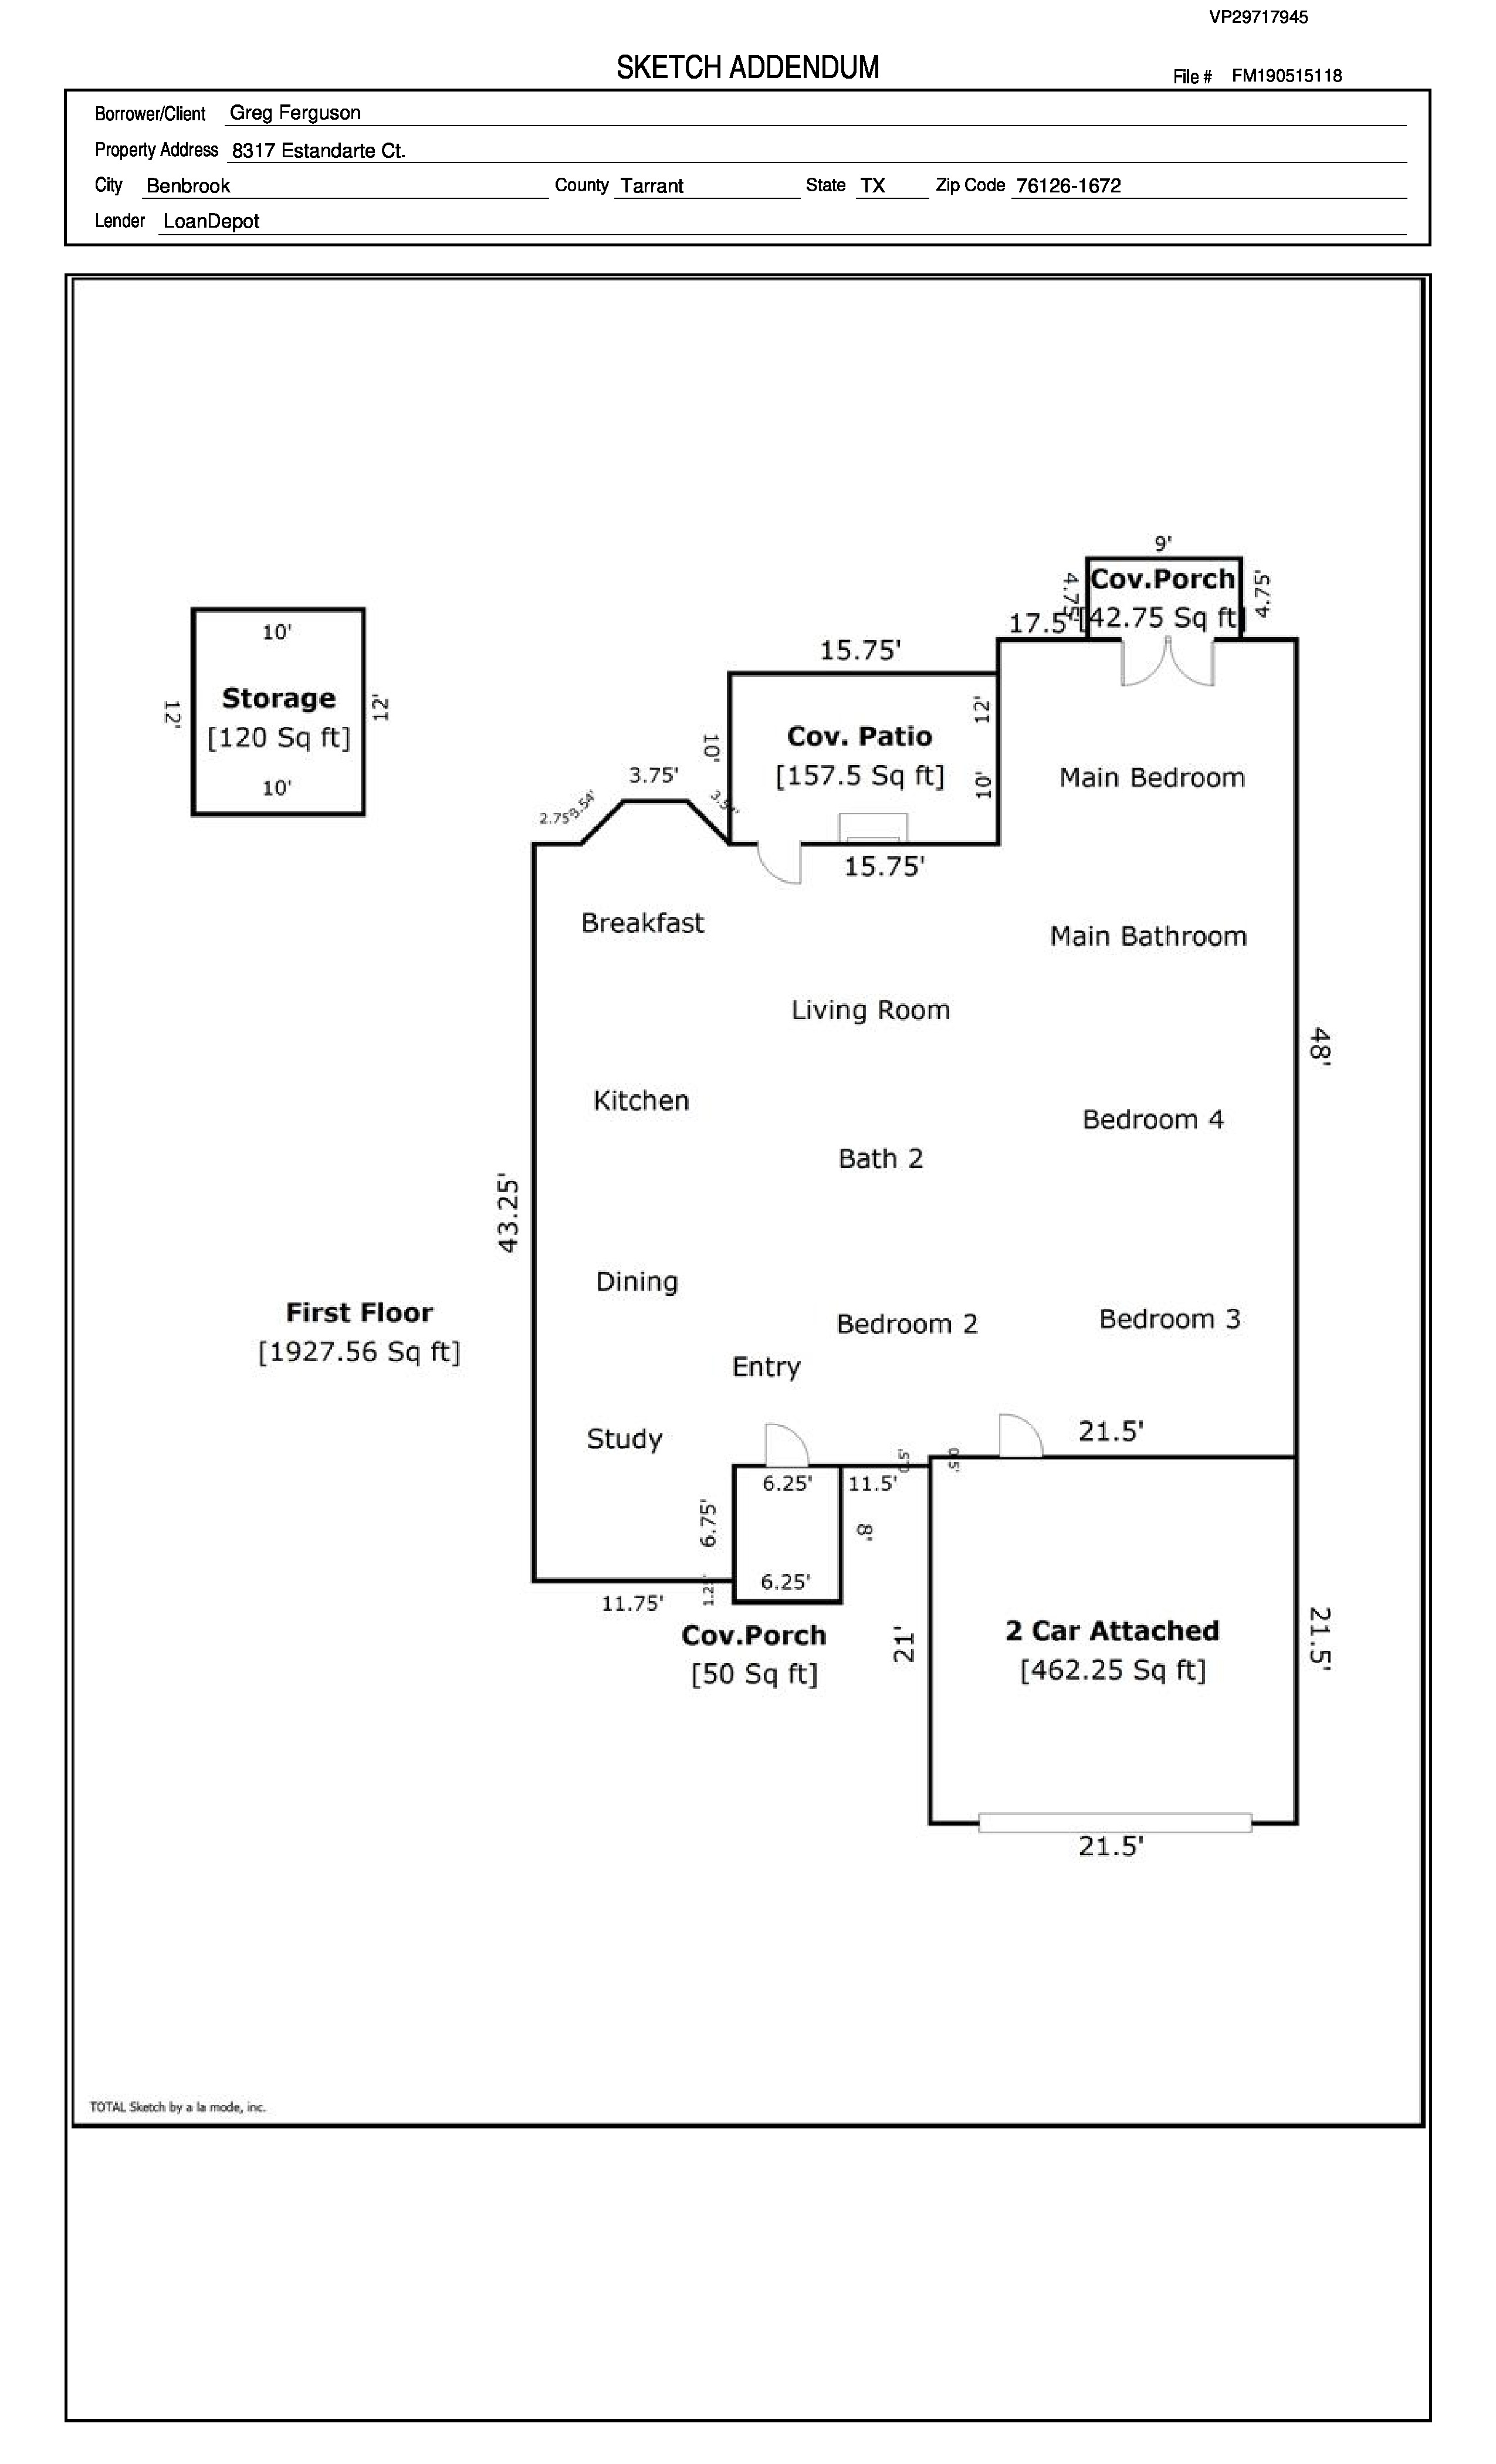 VP29717945
SKETCH ADDENDUM
File # FM190515118
Borrower/Client Greg Ferguson
Property Address 8317 Estandarte Ct.
City Benbrook County Tarrant State TX Zip Code 76126-1672
Lender LoanDepot
9'
4.75'
Cov.Porch
4.75'
17.5'
[42.75 Sq ft]
10'
Storage
[120 Sq ft]
12'
12'
10'
15.75'
12'
10'
Cov. Patio
[157.5 Sq ft]
10'
3.75'
2.75'
3.54'
3.54'
15.75'
Breakfast
Main Bedroom
Main Bathroom
Living Room
48'
Kitchen
Bedroom 4
Bath 2
43.25'
Dining
First Floor
[1927.56 Sq ft]
Bedroom 2
Bedroom 3
Entry
Study
21.5'
0.5'
0.5'
6.25'
11.5'
6.75'
8'
6.25'
1.25'
11.75'
Cov.Porch
[50 Sq ft]
21'
2 Car Attached
[462.25 Sq ft]
21.5'
21.5'
TOTAL Sketch by a la mode, inc.